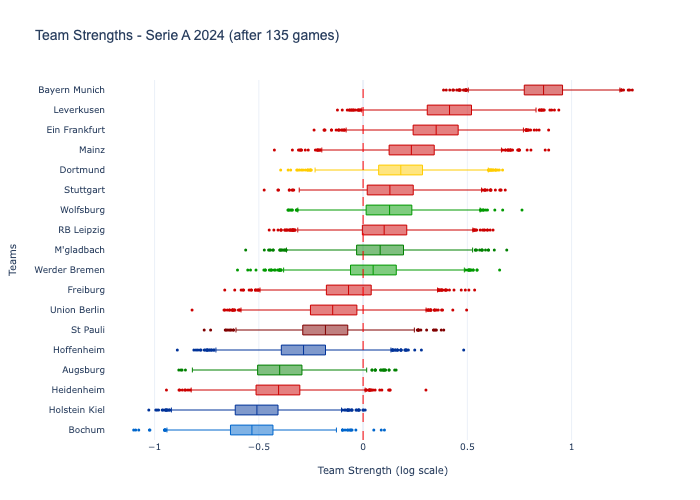 Team Strengths - Serie A 2024 (after 135 games)
Bayern Munich
Leverkusen
Ein Frankfurt
Mainz
Dortmund
Stuttgart
Wolfsburg
RB Leipzig
M'gladbach
Werder Bremen
Freiburg
Union Berlin
St Pauli
Hoffenheim
Augsburg
Heidenheim
Holstein Kiel
Bochum
Teams
−1 −0.5 0 0.5 1
Team Strength (log scale)